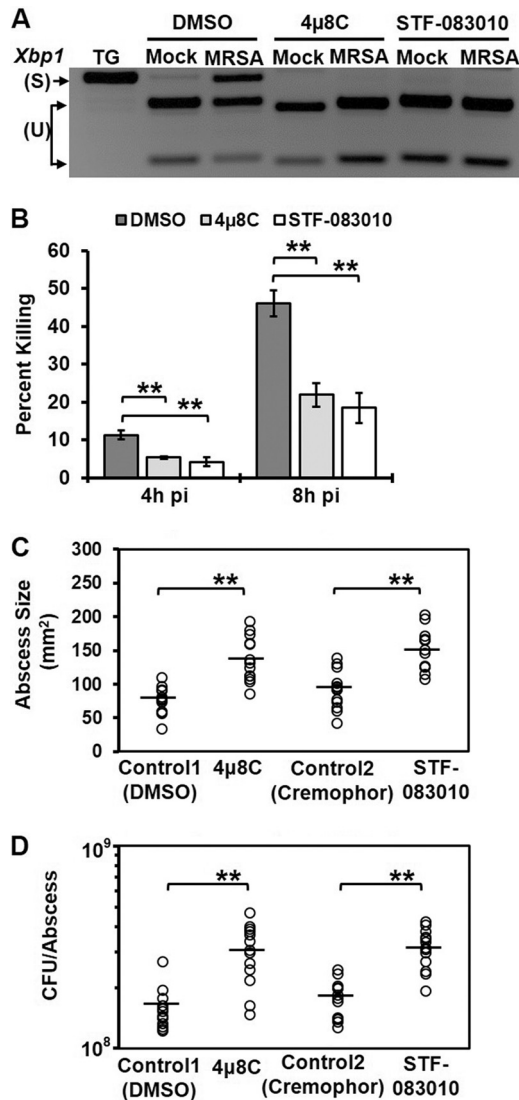 A
DMSO 4µ8C STF-083010
Xbp1 TG Mock MRSA Mock MRSA Mock MRSA
(S)
(U)
B
DMSO 4µ8C STF-083010
Percent Killing
60
50
40
30
20
10
0
** ** ** **
4h pi 8h pi
C
Abscess Size
(mm²)
300
250
200
150
100
50
0
** **
Control1 4µ8C Control2 STF-
(DMSO) (Cremophor) 083010
D
CFU/Abscess
10⁹
10⁸
** **
Control1 4µ8C Control2 STF-
(DMSO) (Cremophor) 083010